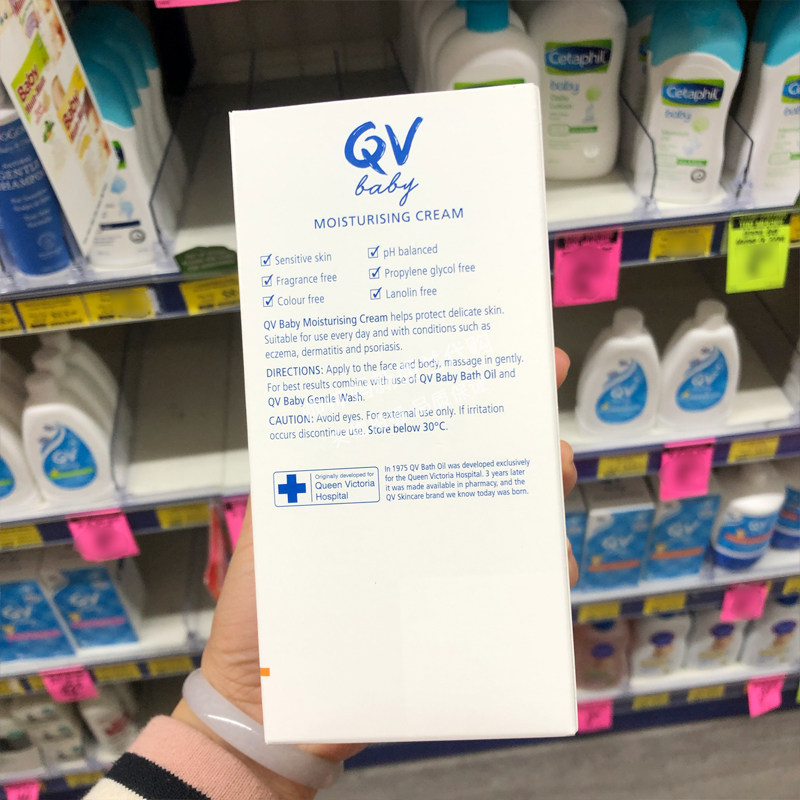 QV
baby
MOISTURISING CREAM
Sensitive skin
pH balanced
Fragrance free
Propylene glycol free
Colour free
Lanolin free
QV Baby Moisturising Cream helps protect delicate skin.
Suitable for use every day and with conditions such as
eczema, dermatitis and psoriasis.
DIRECTIONS: Apply to the face and body, massage in gently.
For best results combine with use of QV Baby Bath Oil and
QV Baby Gentle Wash.
CAUTION: Avoid eyes. For external use only. If irritation
occurs discontinue use. Store below 30°C.
Originally developed for
Queen Victoria
Hospital
In 1975 QV Bath Oil was developed exclusively
for the Queen Victoria Hospital. 3 years later
it was made available in pharmacy, and the
QV Skincare brand we know today was born.
Cetaphil
baby
Cetaphil
baby
Cetaphil
baby
QV
QV
QV
QV
QV
QV